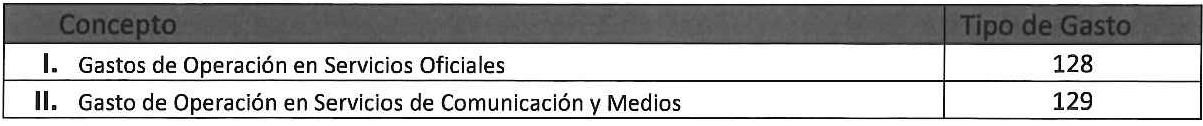 Concepto Tipo de Gasto
I. Gastos de Operación en Servicios Oficiales 128
II. Gasto de Operación en Servicios de Comunicación y Medios 129